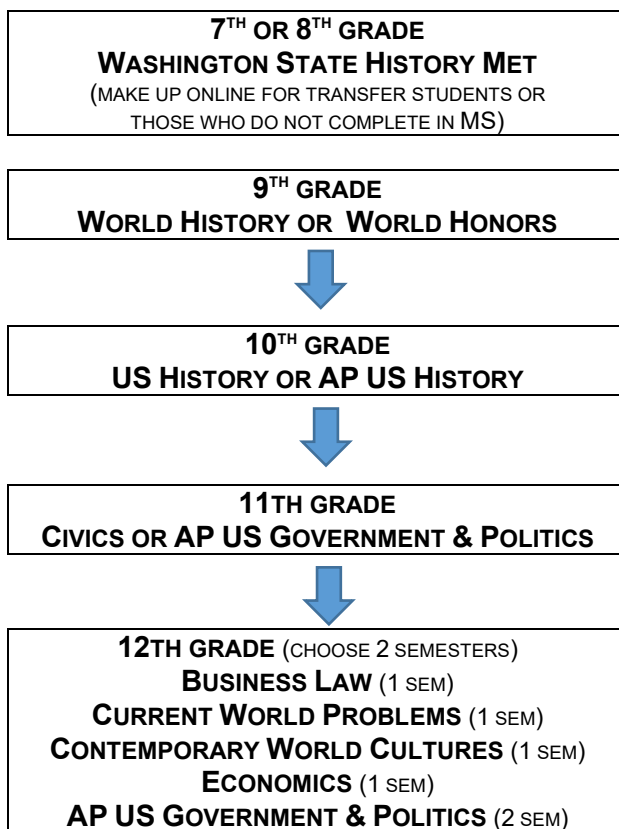 7TH OR 8TH GRADE
WASHINGTON STATE HISTORY MET
(MAKE UP ONLINE FOR TRANSFER STUDENTS OR
THOSE WHO DO NOT COMPLETE IN MS)
9TH GRADE
WORLD HISTORY OR WORLD HONORS
10TH GRADE
US HISTORY OR AP US HISTORY
11TH GRADE
CIVICS OR AP US GOVERNMENT & POLITICS
12TH GRADE (CHOOSE 2 SEMESTERS)
BUSINESS LAW (1 SEM)
CURRENT WORLD PROBLEMS (1 SEM)
CONTEMPORARY WORLD CULTURES (1 SEM)
ECONOMICS (1 SEM)
AP US GOVERNMENT & POLITICS (2 SEM)